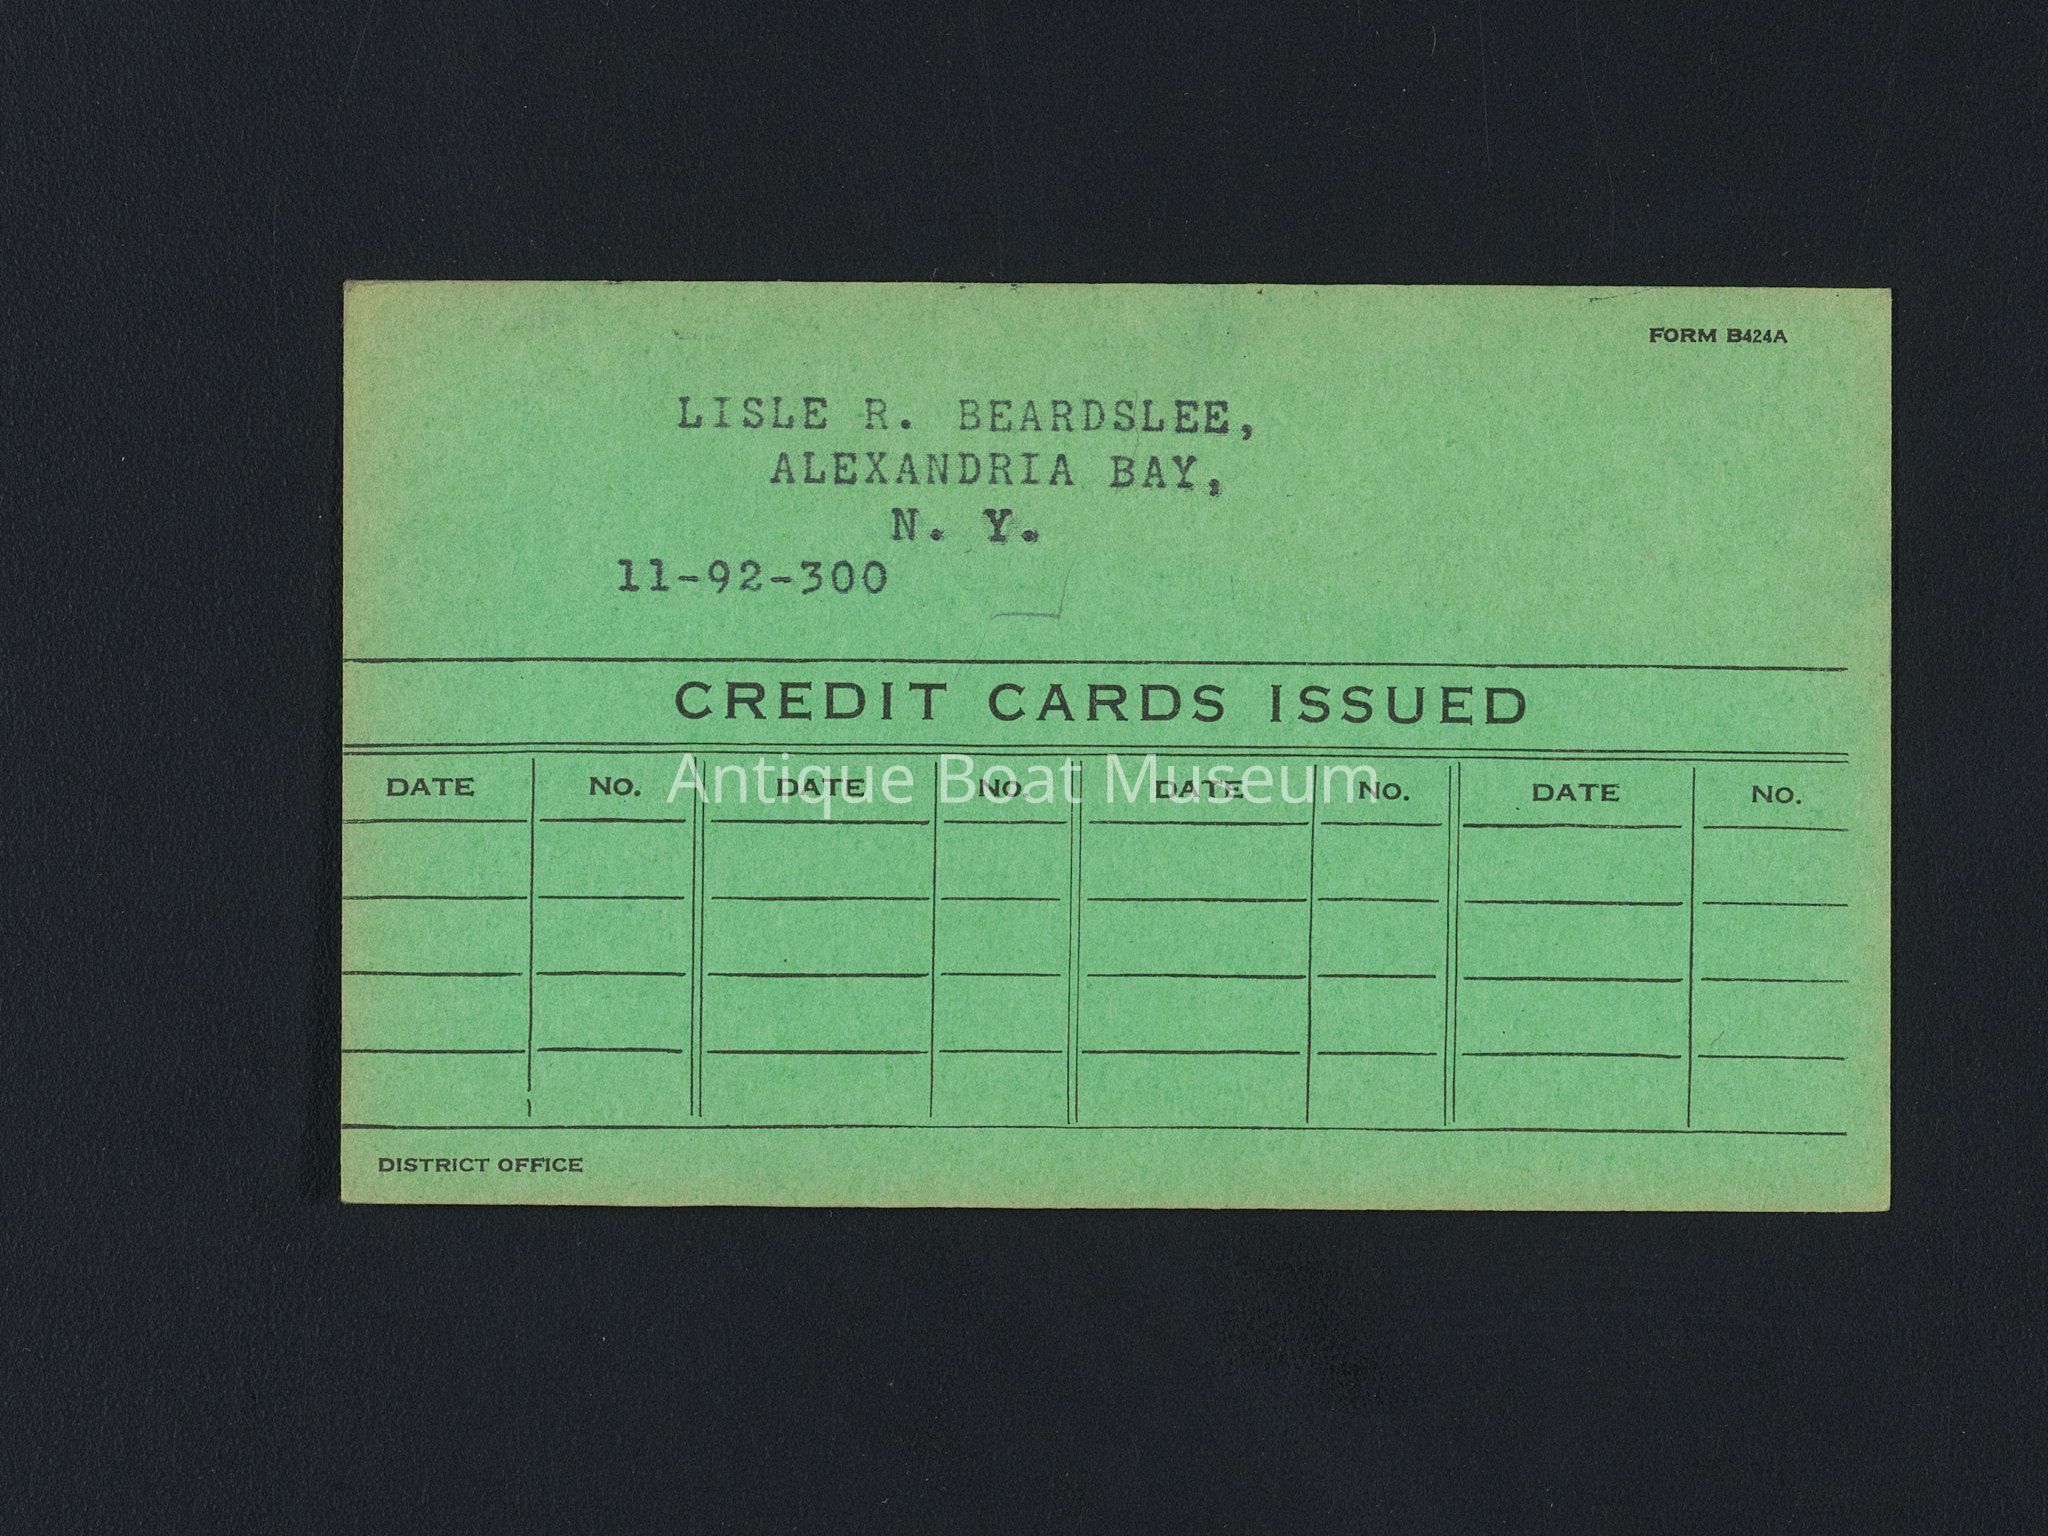 FORM B424A
LISLE R. BEARDSLEE,
ALEXANDRIA BAY,
N. Y.
11-92-300
CREDIT CARDS ISSUED
DATE NO. DATE NO. DATE NO. DATE NO.
Antique Boat Museum
DISTRICT OFFICE